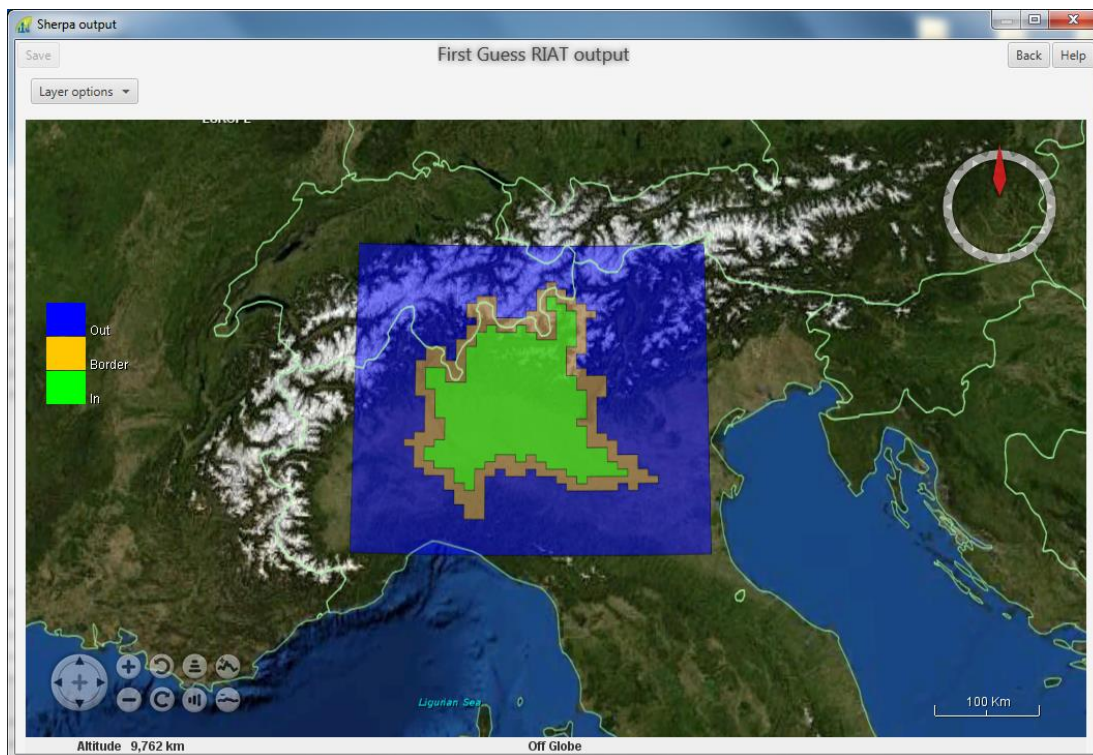 Sherpa output
Save
First Guess RIAT output
Back
Help
Layer options
EUROPE
Out
Border
In
Ligurian Sea
100 Km
Altitude 9,762 km
Off Globe